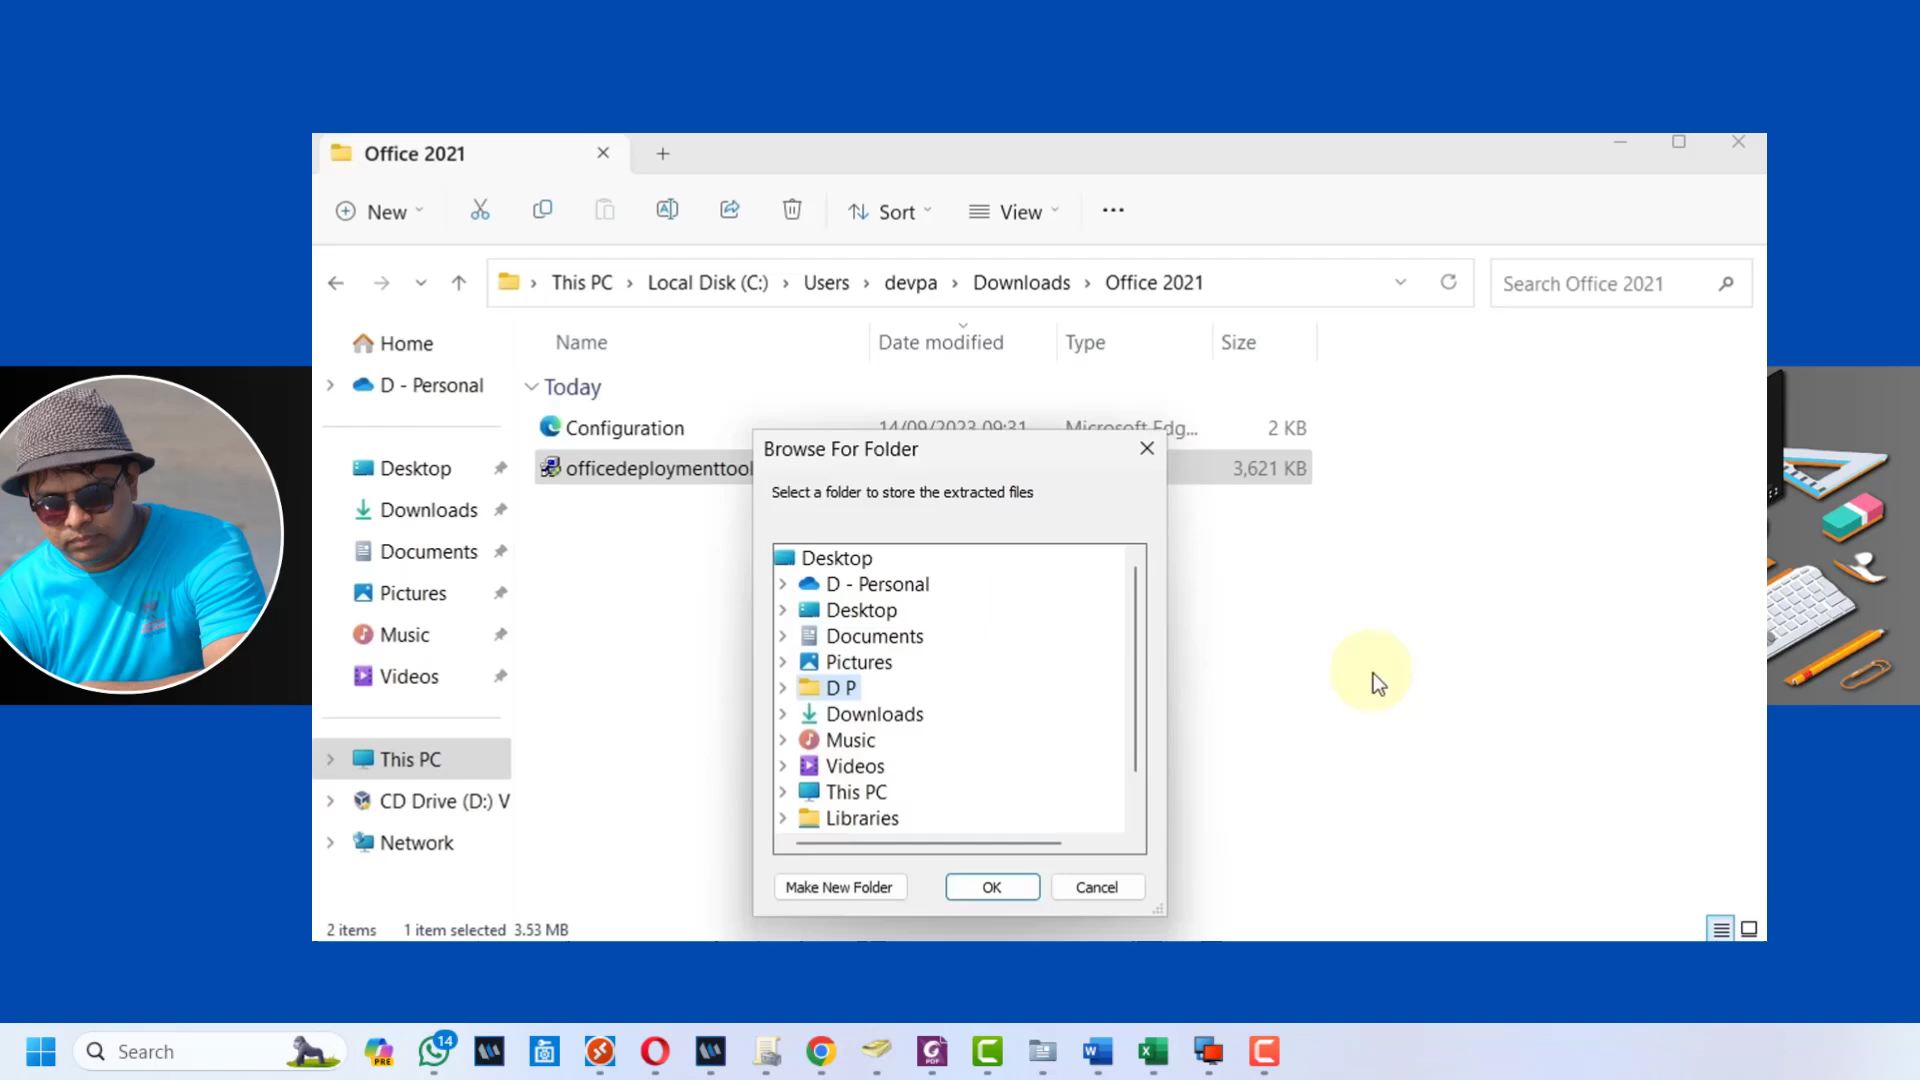 Office 2021
New
Sort
View
This PC
Local Disk (C:)
Users
devpa
Downloads
Office 2021
Search Office 2021
Name
Date modified
Type
Size
Home
D - Personal
Desktop
Downloads
Documents
Pictures
Music
Videos
This PC
CD Drive (D:) V
Network
Today
Configuration
14/09/2023 09:31
Microsoft Edg...
2 KB
officedeploymenttool
3,621 KB
Browse For Folder
Select a folder to store the extracted files
Desktop
D - Personal
Desktop
Documents
Pictures
D P
Downloads
Music
Videos
This PC
Libraries
Make New Folder
OK
Cancel
2 items
1 item selected 3.53 MB
Search
PRE
14
PDF